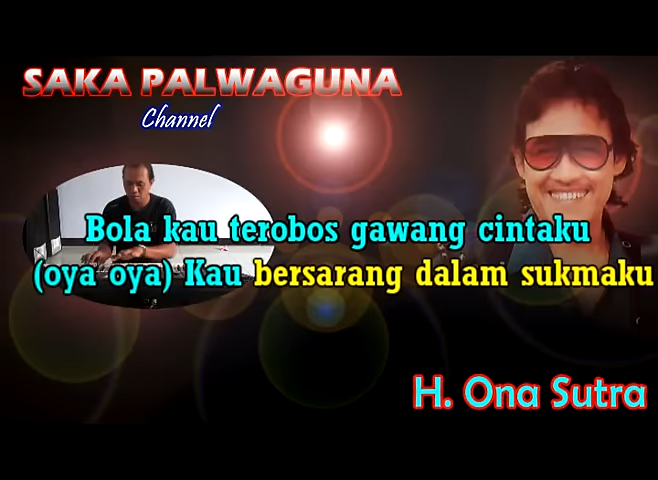 SAKA PALWAGUNA
Channel
Bola kau terobos gawang cintaku
(oya oya) Kau bersarang dalam sukmaku
H. Ona Sutra